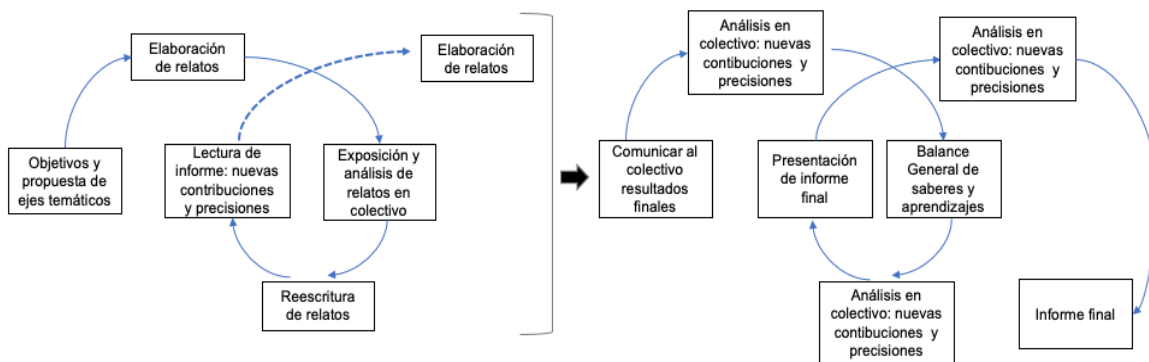 Elaboración
de relatos
Elaboración
de relatos
Objetivos y
propuesta de
ejes temáticos
Lectura de
informe: nuevas
contribuciones
y precisiones
Exposición y
análisis de
relatos en
colectivo
Reescritura
de relatos
Análisis en
colectivo: nuevas
contibuciones y
precisiones
Análisis en
colectivo: nuevas
contibuciones y
precisiones
Comunicar al
colectivo
resultados
finales
Presentación
de informe
final
Balance
General de
saberes y
aprendizajes
Análisis en
colectivo: nuevas
contibuciones y
precisiones
Informe final